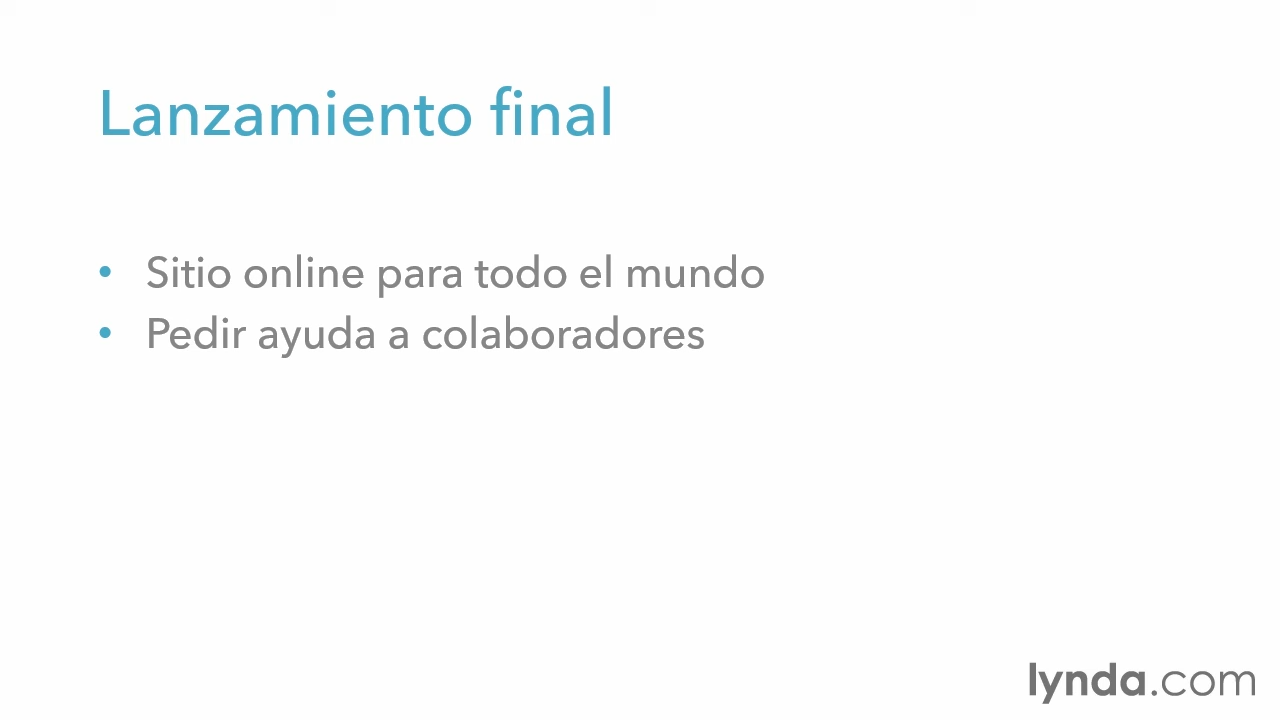 Lanzamiento final
• Sitio online para todo el mundo
• Pedir ayuda a colaboradores
lynda.com